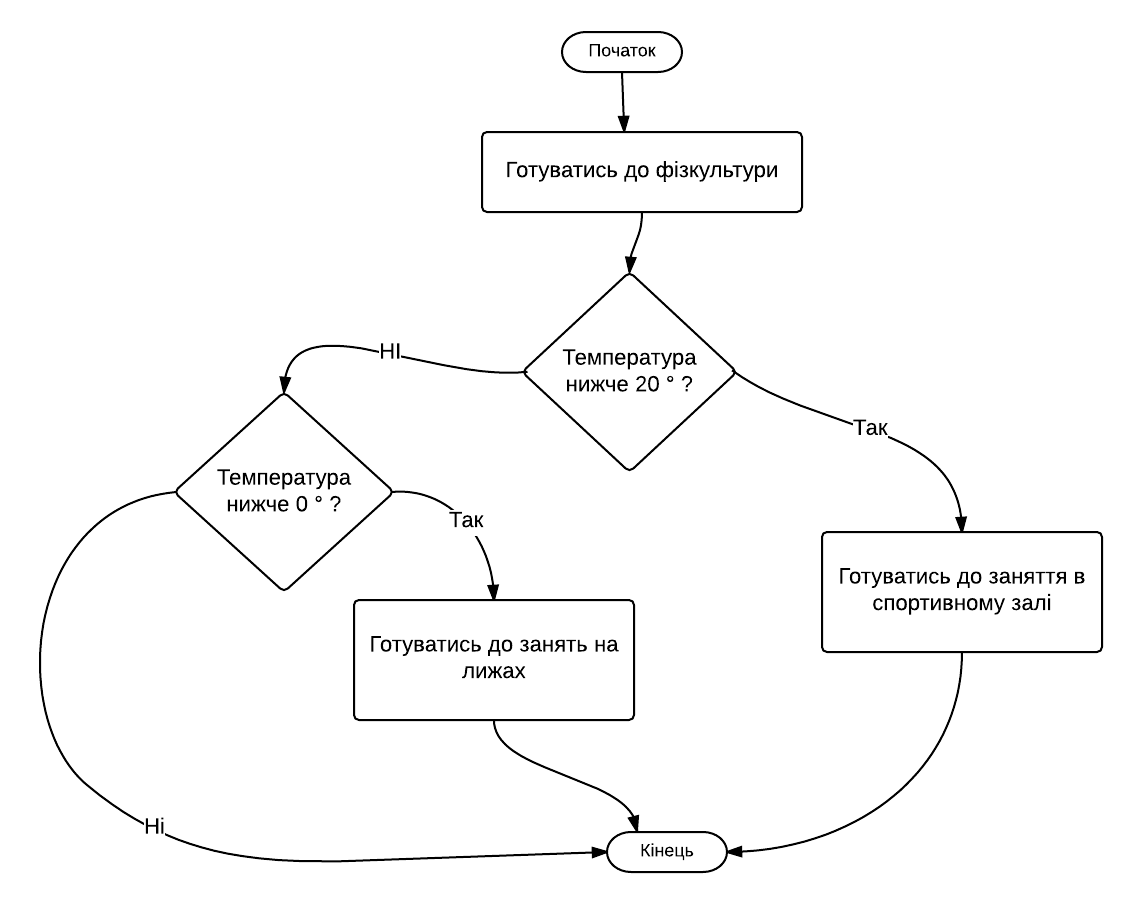 Початок
Готуватись до фізкультури
Температура
нижче 20 ° ?
НІ
Так
Температура
нижче 0 ° ?
Так
Готуватись до заняття в
спортивному залі
Готуватись до занять на
лижах
Ні
Кінець